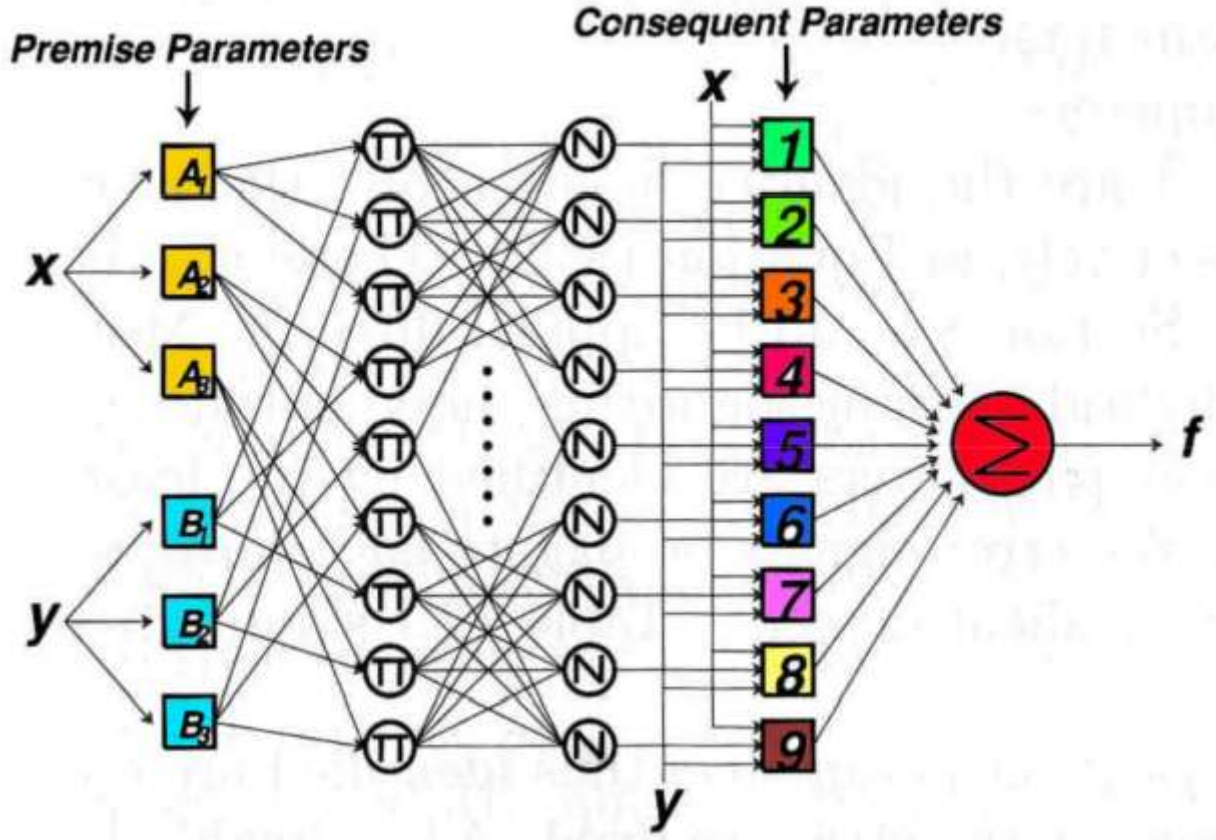 Premise Parameters
Consequent Parameters
x
x
y
y
A1
A2
A3
B1
B2
B3
Π
Π
Π
Π
Π
Π
Π
Π
Π
N
N
N
N
N
N
N
N
N
1
2
3
4
5
6
7
8
9
Σ
f